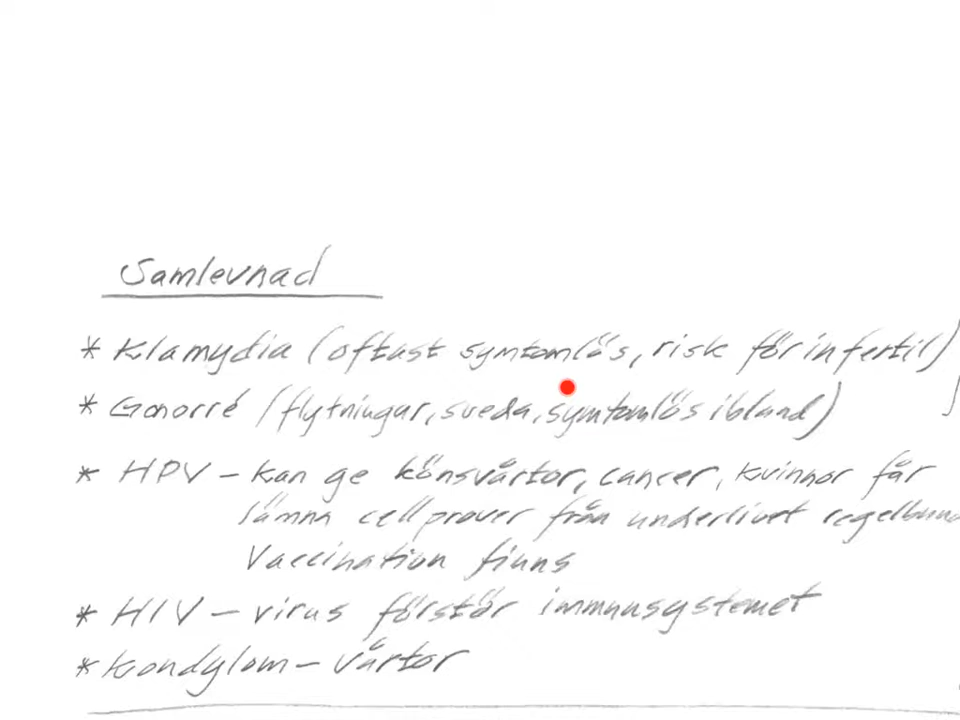 Samlevnad
* Klamydia (oftast symtomlös, risk för infertil)
* Gonorré (flytningar, sveda, symtomlös ibland)
* HPV – kan ge könsvårtor, cancer, kvinnor får
lämna cellprover från underlivet regelbund
Vaccination finns
* HIV – virus förstör immunsystemet
* Kondylom – vårtor